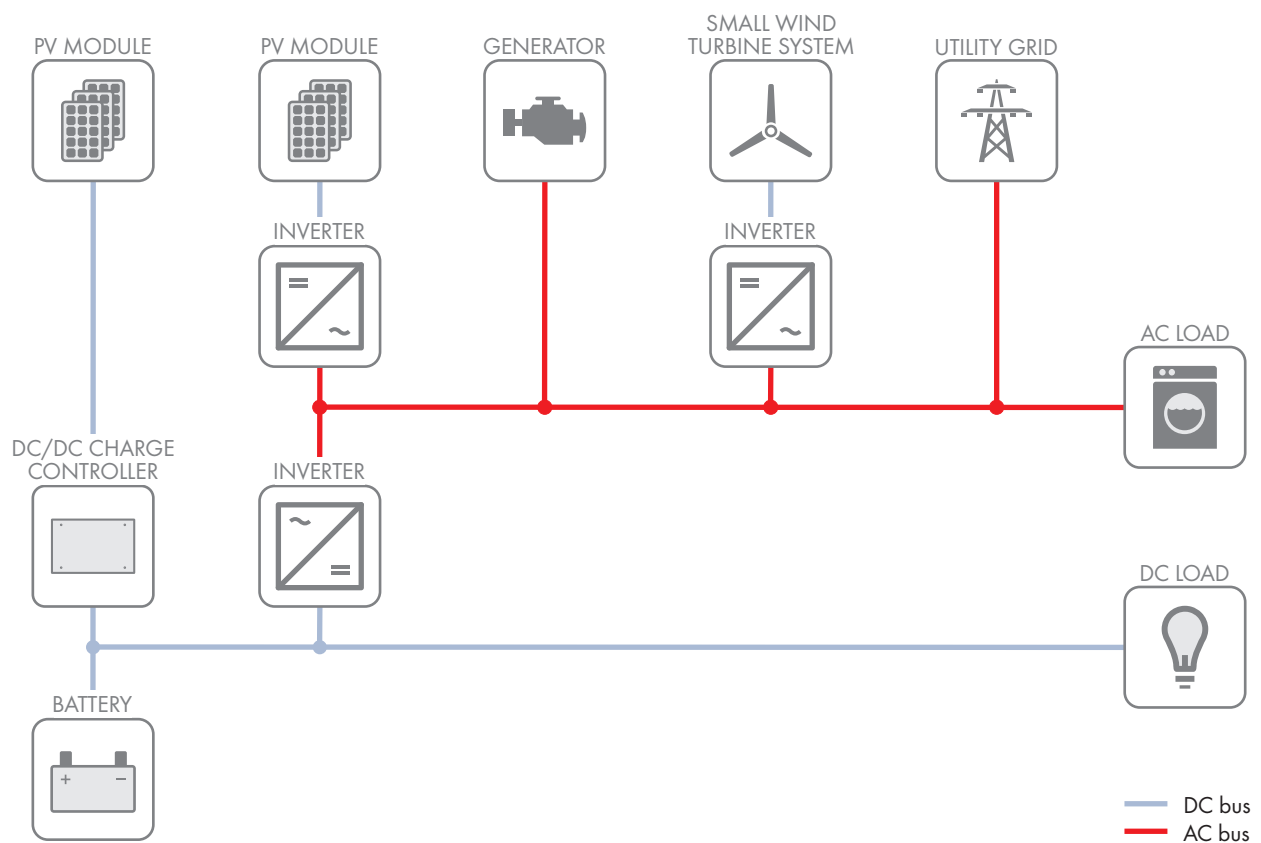 PV MODULE
PV MODULE
GENERATOR
SMALL WIND
TURBINE SYSTEM
UTILITY GRID
INVERTER
INVERTER
AC LOAD
DC/DC CHARGE
CONTROLLER
INVERTER
DC LOAD
BATTERY
+ −
DC bus
AC bus